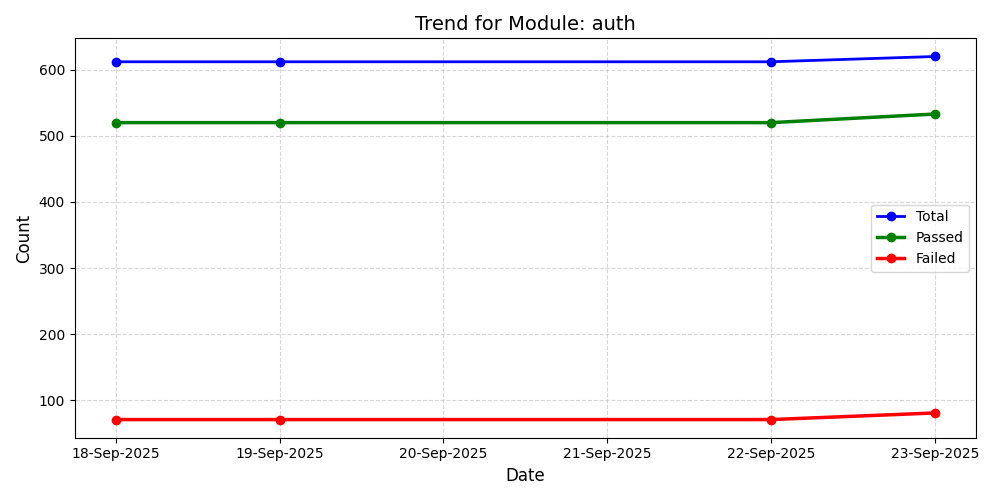 Trend for Module: auth
600
500
400
300
200
100
Count
Total
Passed
Failed
18-Sep-2025 19-Sep-2025 20-Sep-2025 21-Sep-2025 22-Sep-2025 23-Sep-2025
Date